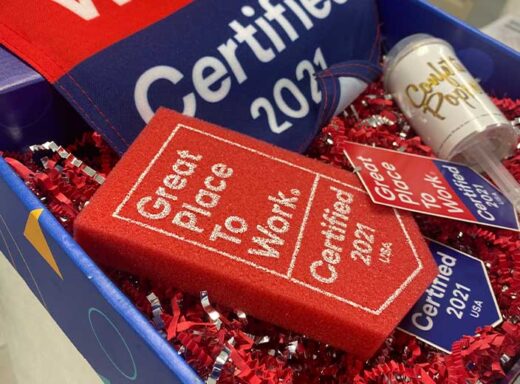 Certified
2021
Confetti
Pop
Great
Place
To
Work®
Certified
2021
USA
Great
Place
To
Work®
Certified
2021
USA
Certified
2021
USA